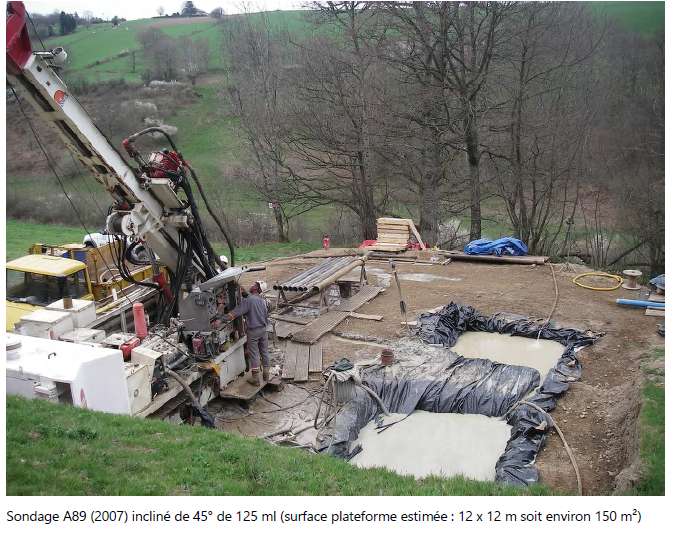 Sondage A89 (2007) incliné de 45° de 125 ml (surface plateforme estimée : 12 x 12 m soit environ 150 m²)